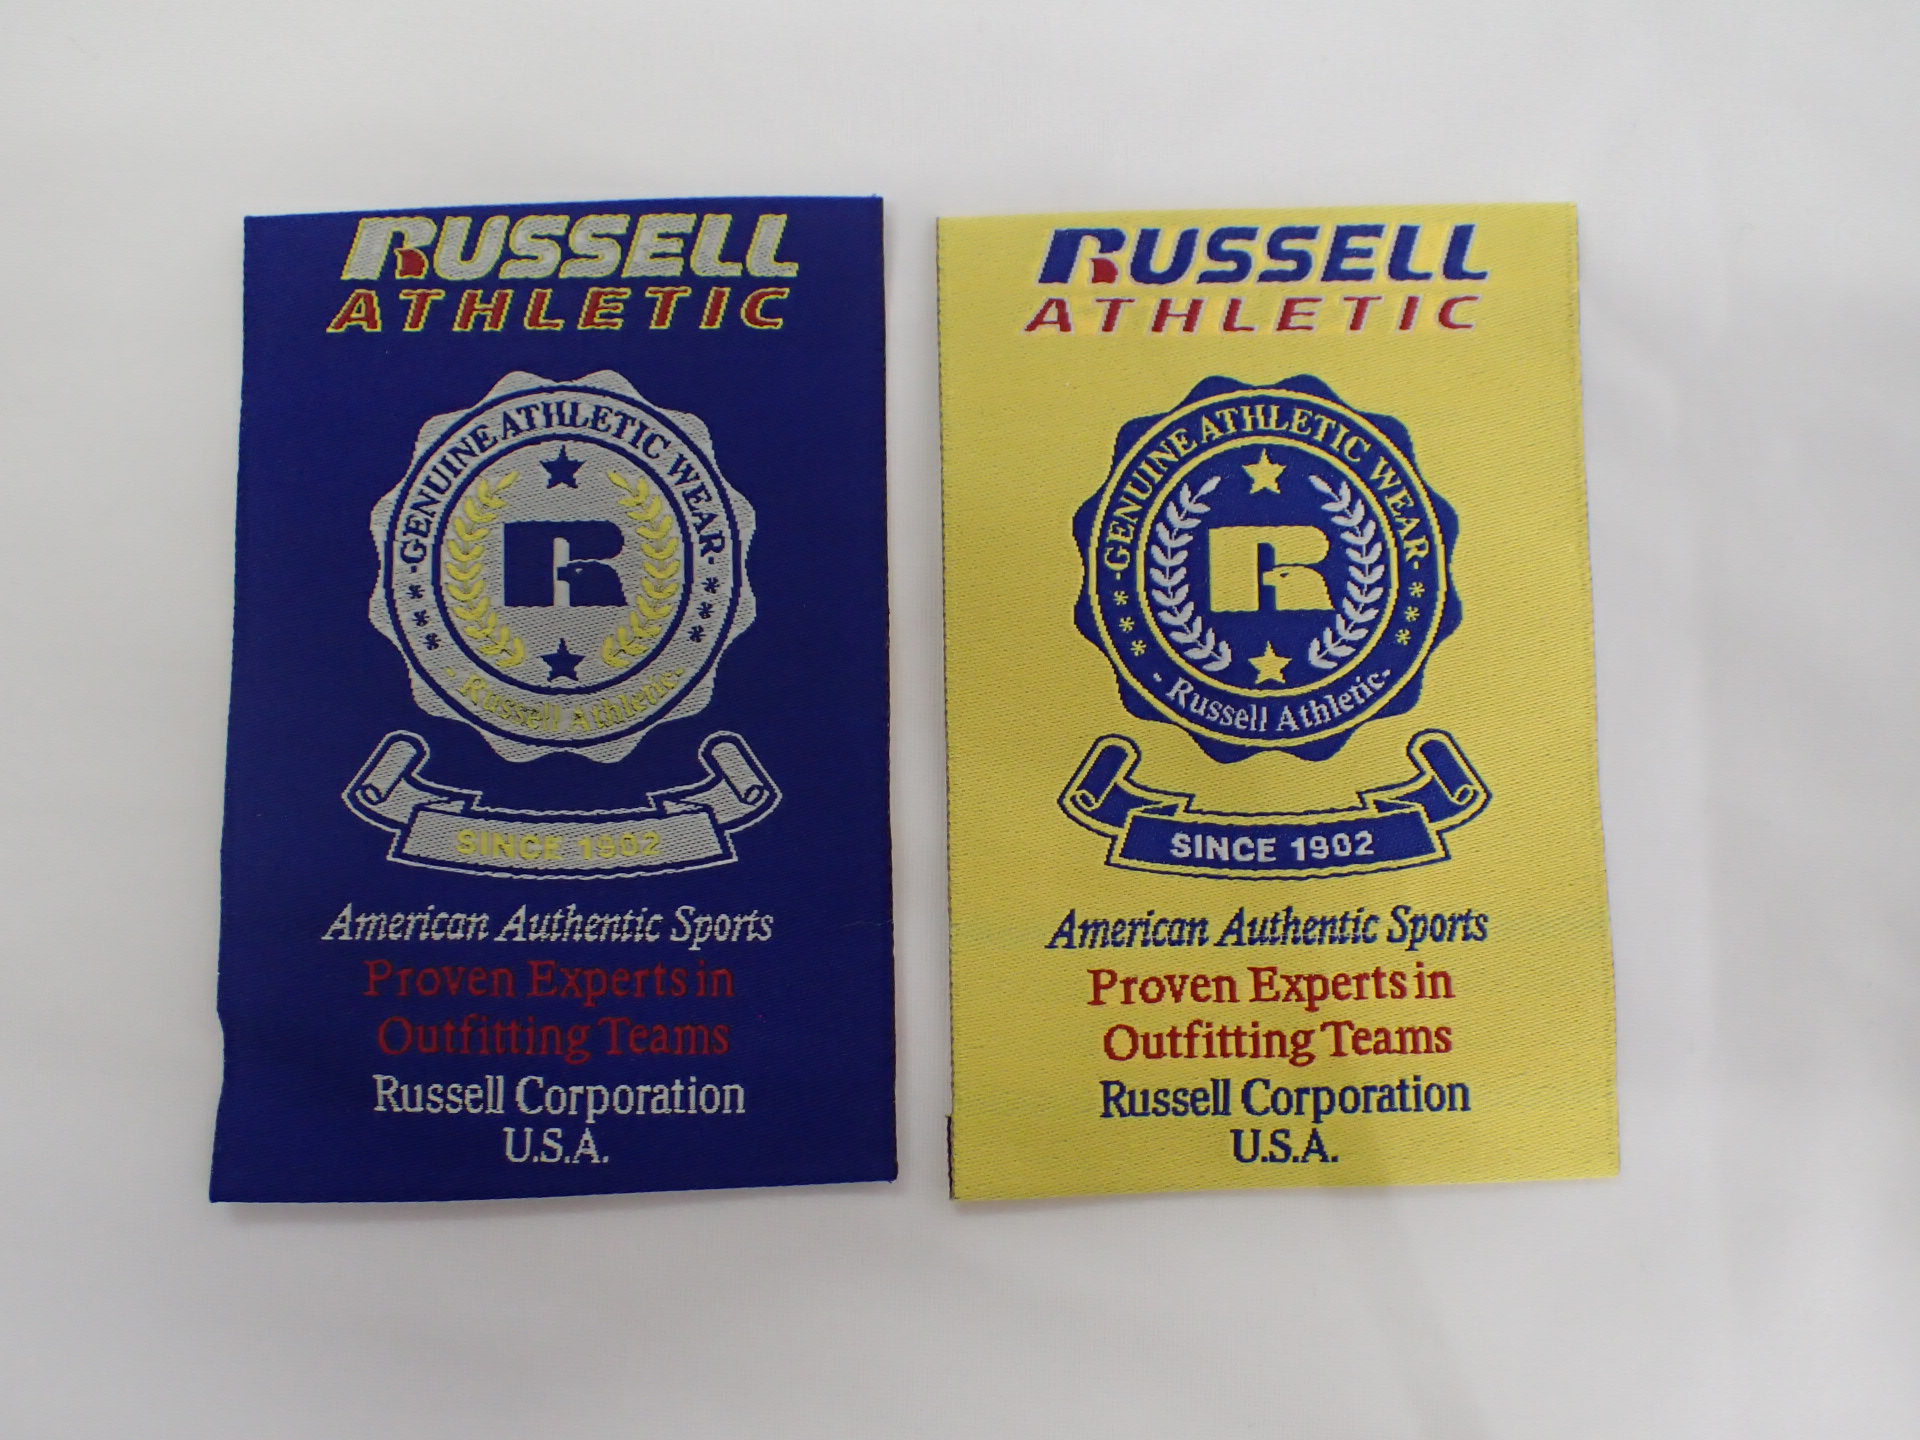 RUSSELL
ATHLETIC
·GENUINE ATHLETIC WEAR·
R
***
***
- Russell Athletic-
SINCE 1902
American Authentic Sports
Proven Experts in
Outfitting Teams
Russell Corporation
U.S.A.
RUSSELL
ATHLETIC
·GENUINE ATHLETIC WEAR·
R
***
***
- Russell Athletic-
SINCE 1902
American Authentic Sports
Proven Experts in
Outfitting Teams
Russell Corporation
U.S.A.